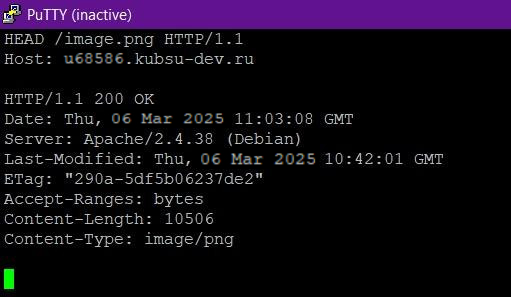 PuTTY (inactive)
HEAD /image.png HTTP/1.1
Host: u68586.kubsu-dev.ru
HTTP/1.1 200 OK
Date: Thu, 06 Mar 2025 11:03:08 GMT
Server: Apache/2.4.38 (Debian)
Last-Modified: Thu, 06 Mar 2025 10:42:01 GMT
ETag: "290a-5df5b06237de2"
Accept-Ranges: bytes
Content-Length: 10506
Content-Type: image/png